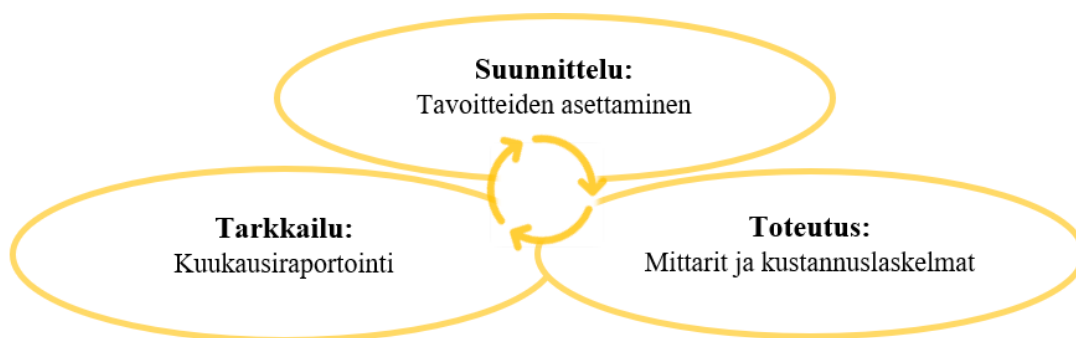 Suunnittelu:
Tavoitteiden asettaminen
Tarkkailu:
Kuukausiraportointi
Toteutus:
Mittarit ja kustannuslaskelmat